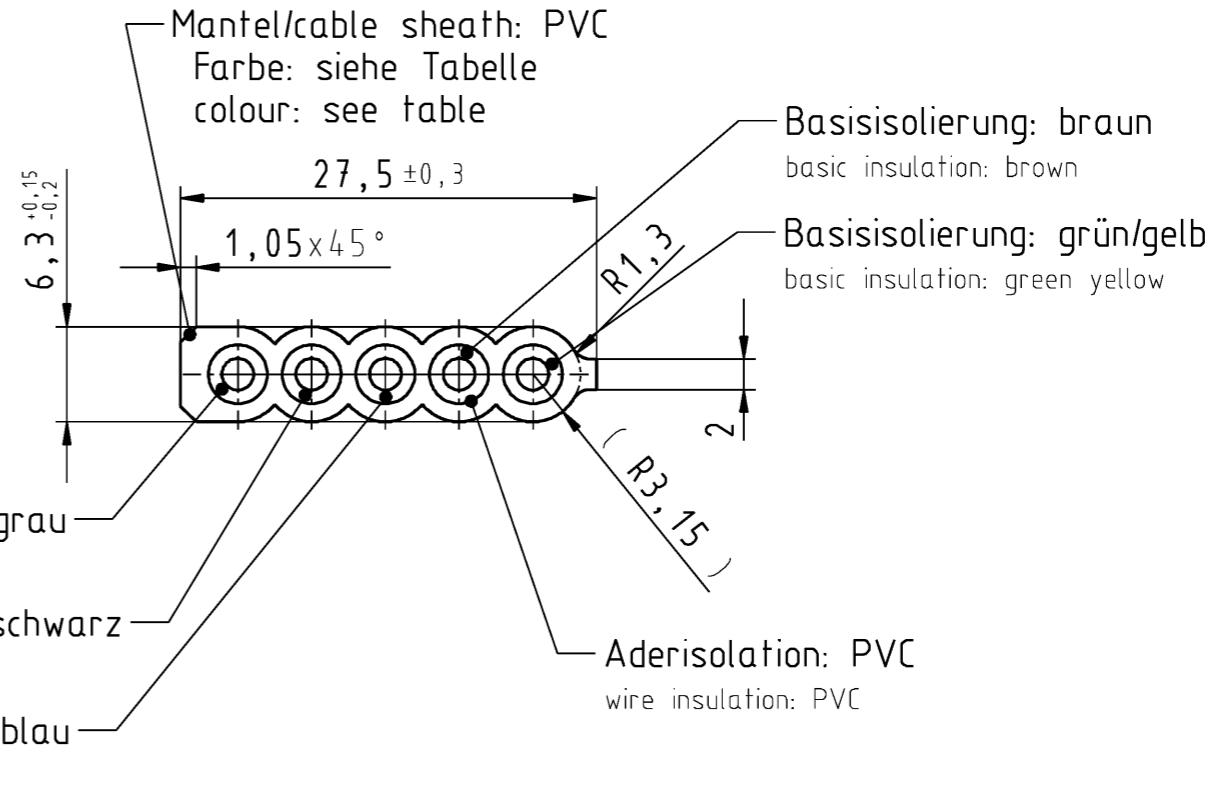 Mantel/cable sheath: PVC
Farbe: siehe Tabelle
colour: see table
Basisisolierung: braun
basic insulation: brown
27,5 ±0,3
6,3 +0,15 -0,2
1,05x45°
R1,3
Basisisolierung: grün/gelb
basic insulation: green yellow
2
( R3,15 )
grau
schwarz
Aderisolation: PVC
wire insulation: PVC
blau